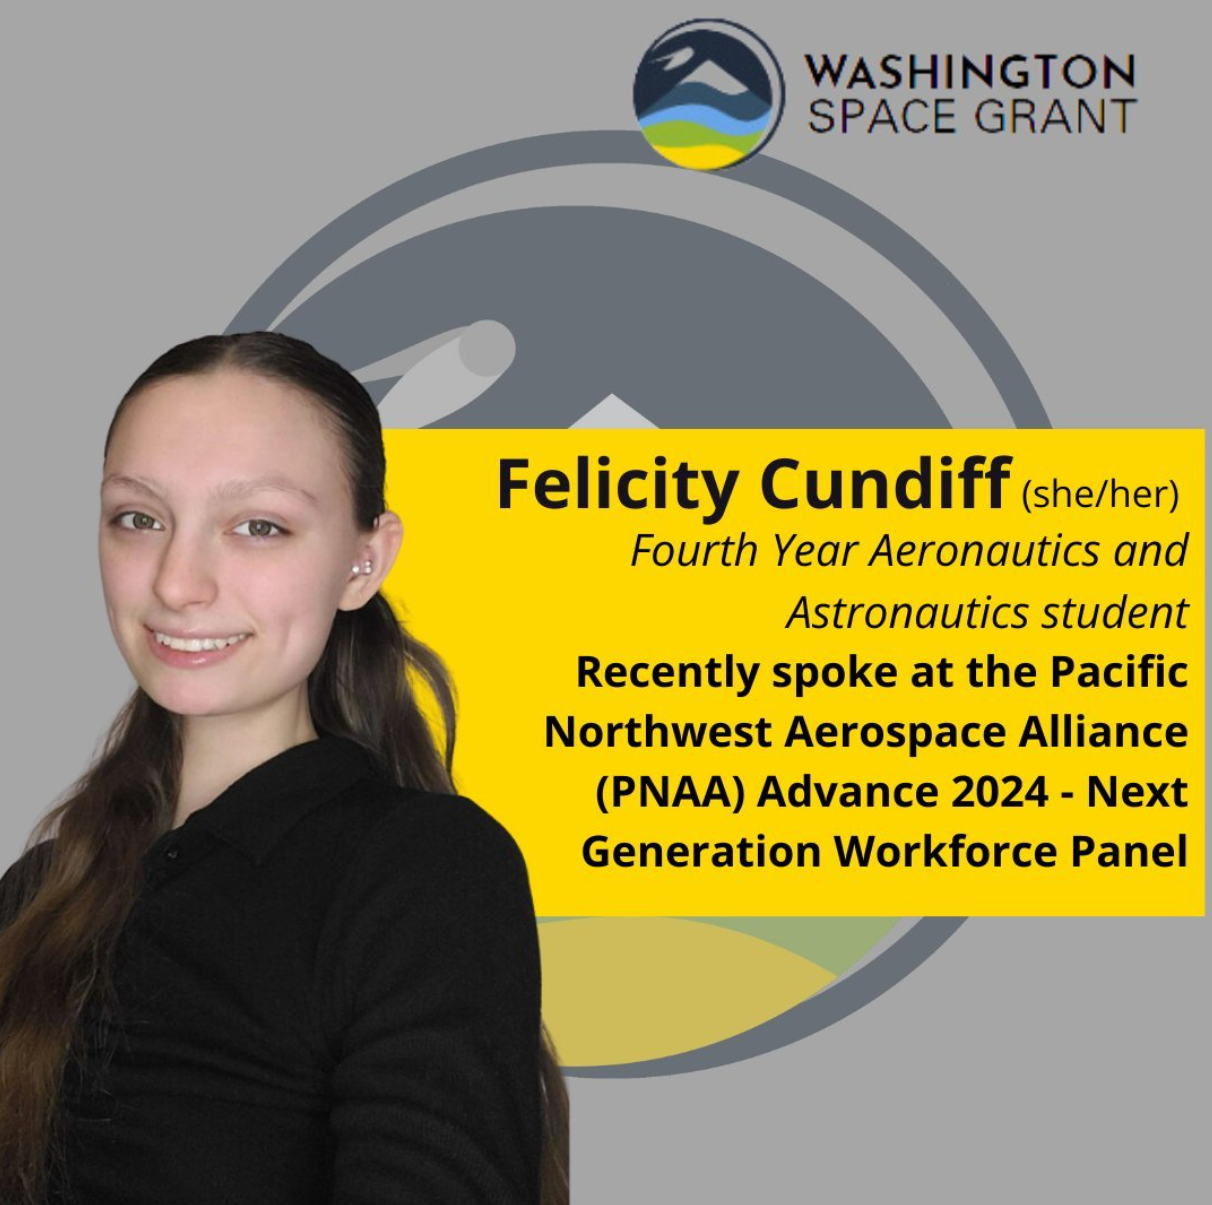 WASHINGTON
SPACE GRANT
Felicity Cundiff (she/her)
Fourth Year Aeronautics and
Astronautics student
Recently spoke at the Pacific
Northwest Aerospace Alliance
(PNAA) Advance 2024 - Next
Generation Workforce Panel